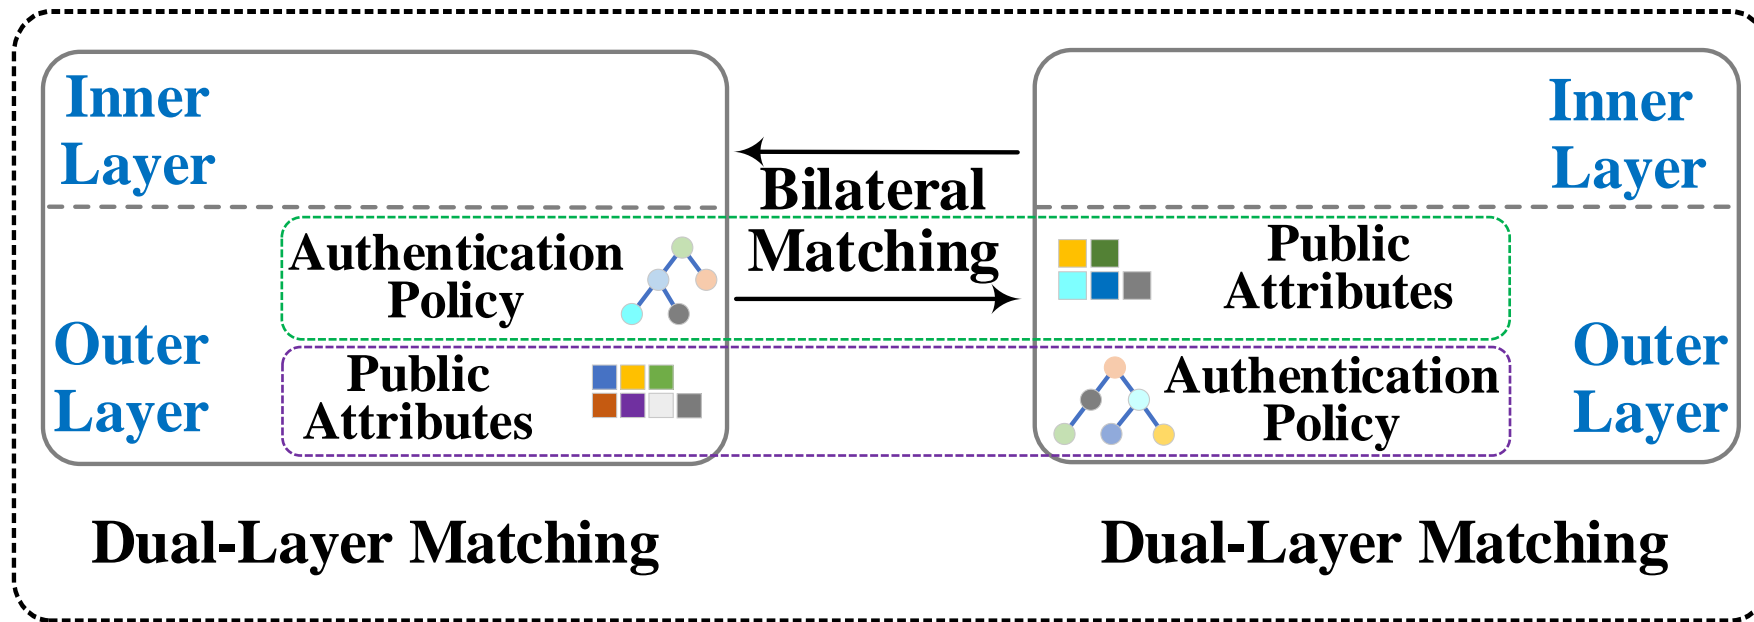 Inner
Layer
Authentication
Policy
Outer
Layer
Public
Attributes
Bilateral
Matching
Inner
Layer
Public
Attributes
Authentication
Policy
Outer
Layer
Dual-Layer Matching
Dual-Layer Matching